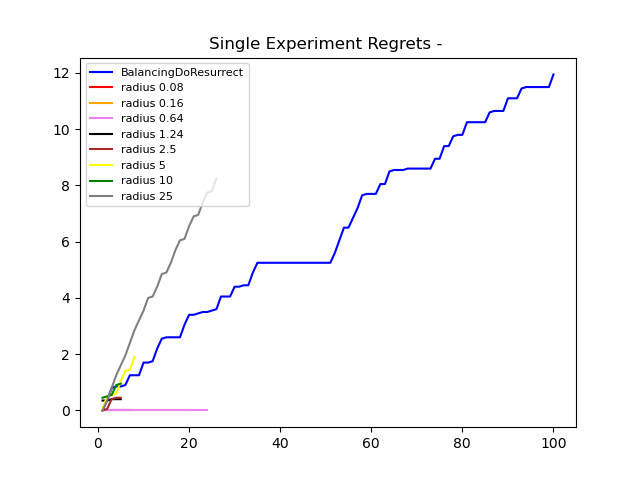 Single Experiment Regrets -
BalancingDoResurrect
radius 0.08
radius 0.16
radius 0.64
radius 1.24
radius 2.5
radius 5
radius 10
radius 25
12
10
8
6
4
2
0
0 20 40 60 80 100